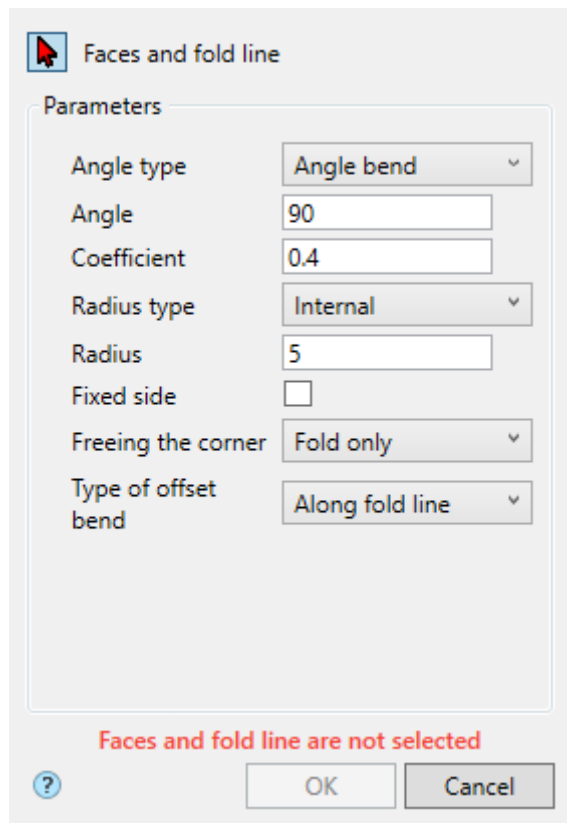 Faces and fold line
Parameters
Angle type Angle bend
Angle 90
Coefficient 0.4
Radius type Internal
Radius 5
Fixed side
Freeing the corner Fold only
Type of offset
bend Along fold line
Faces and fold line are not selected
? OK Cancel